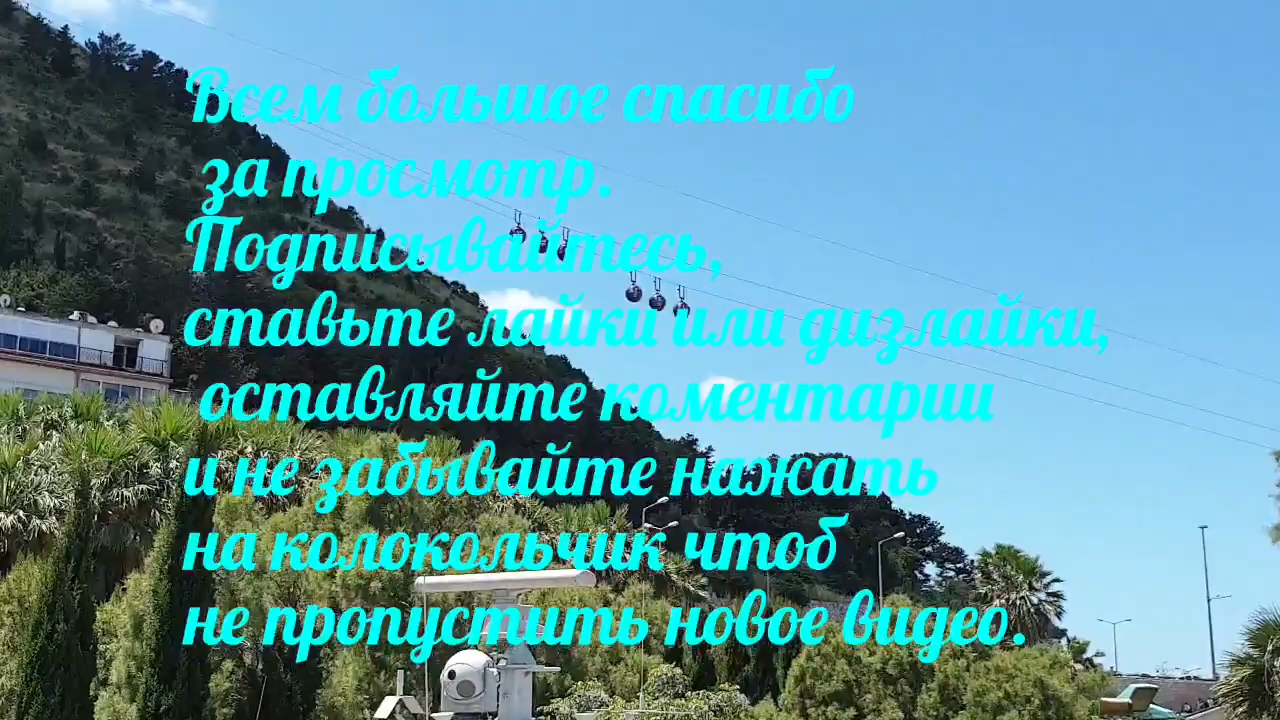 Всем большое спасибо
за просмотр.
Подписывайтесь,
ставьте лайки или дизлайки,
оставляйте коментарии
и не забывайте нажать
на колокольчик чтоб
не пропустить новое видео.